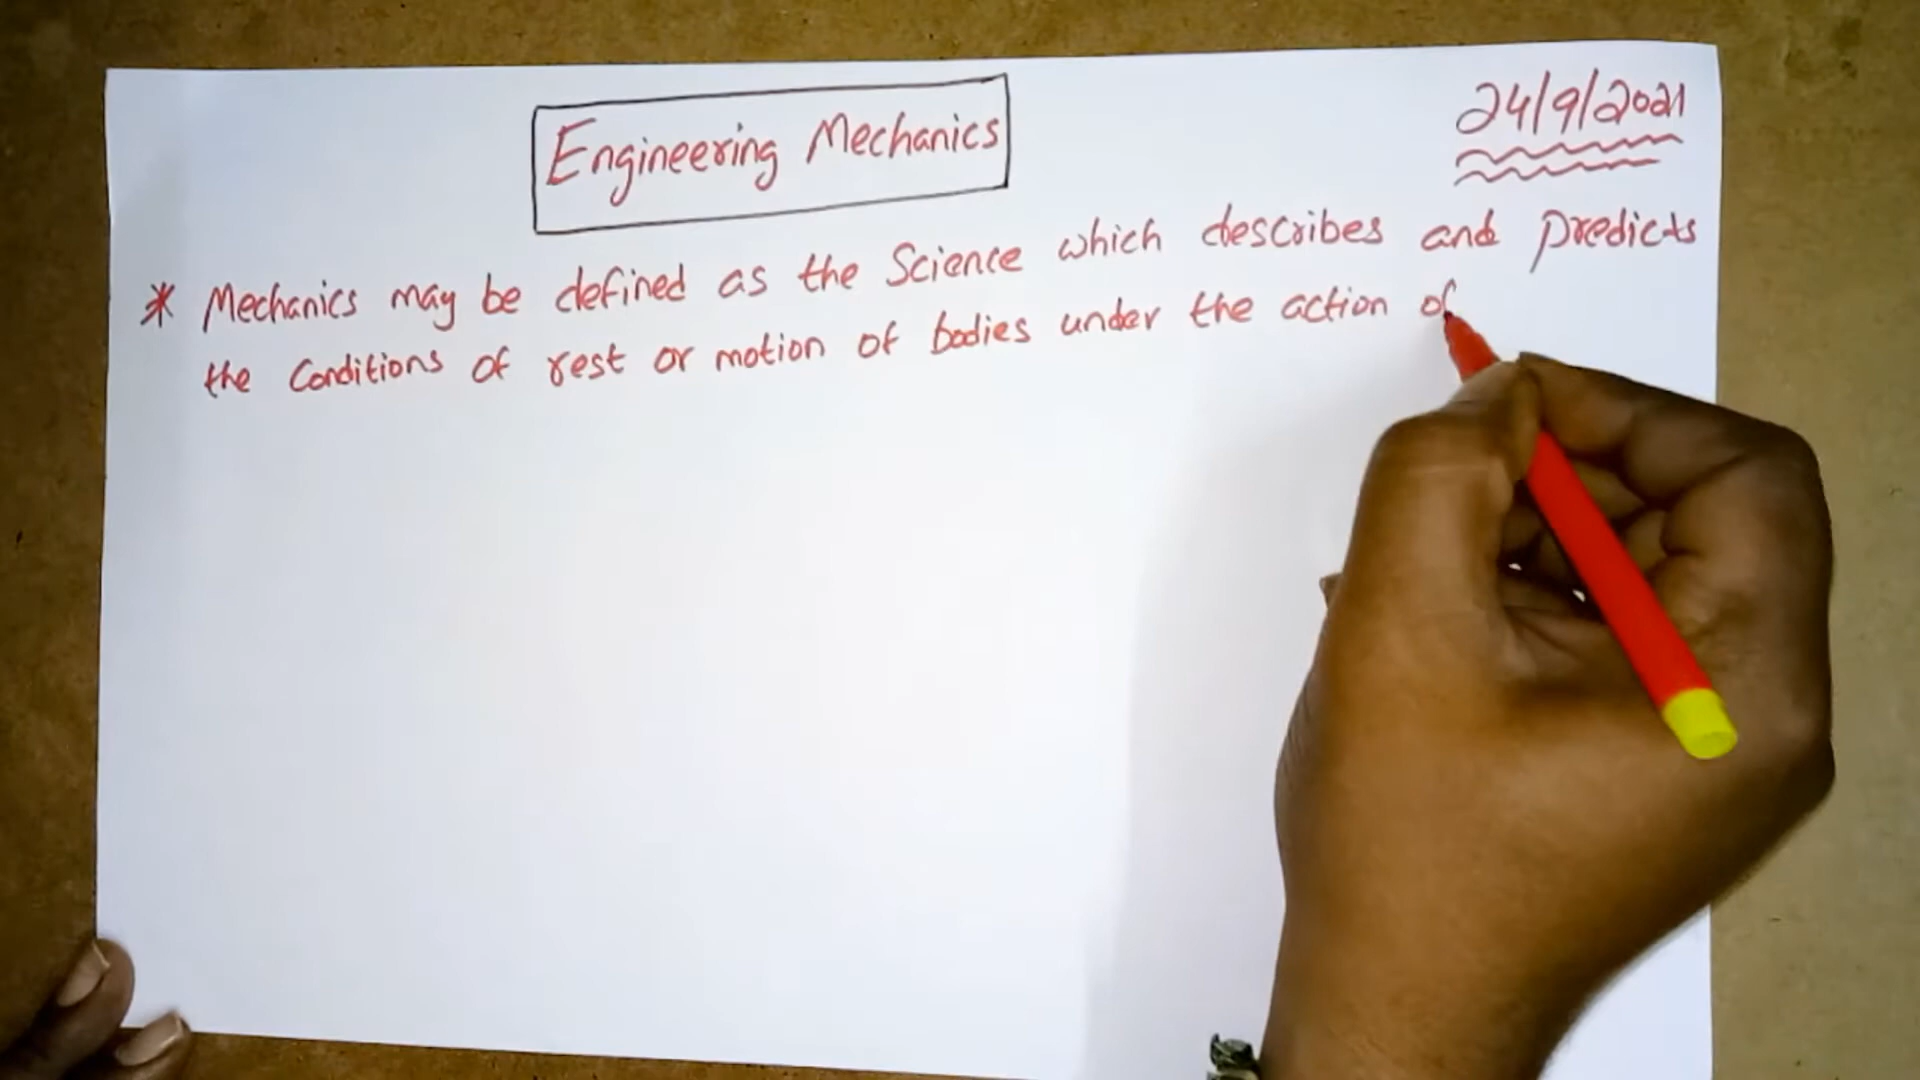 Engineering Mechanics
24/9/2021
* Mechanics may be defined as the Science which describes and predicts
the Conditions of rest or motion of bodies under the action of